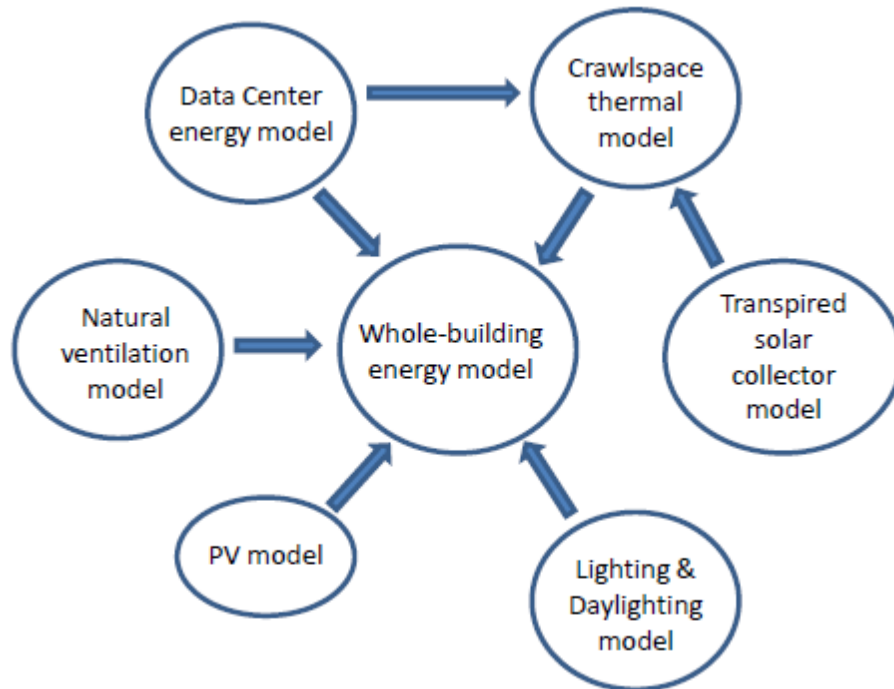 Data Center
energy model
Crawlspace
thermal
model
Natural
ventilation
model
Whole-building
energy model
Transpired
solar
collector
model
PV model
Lighting &
Daylighting
model